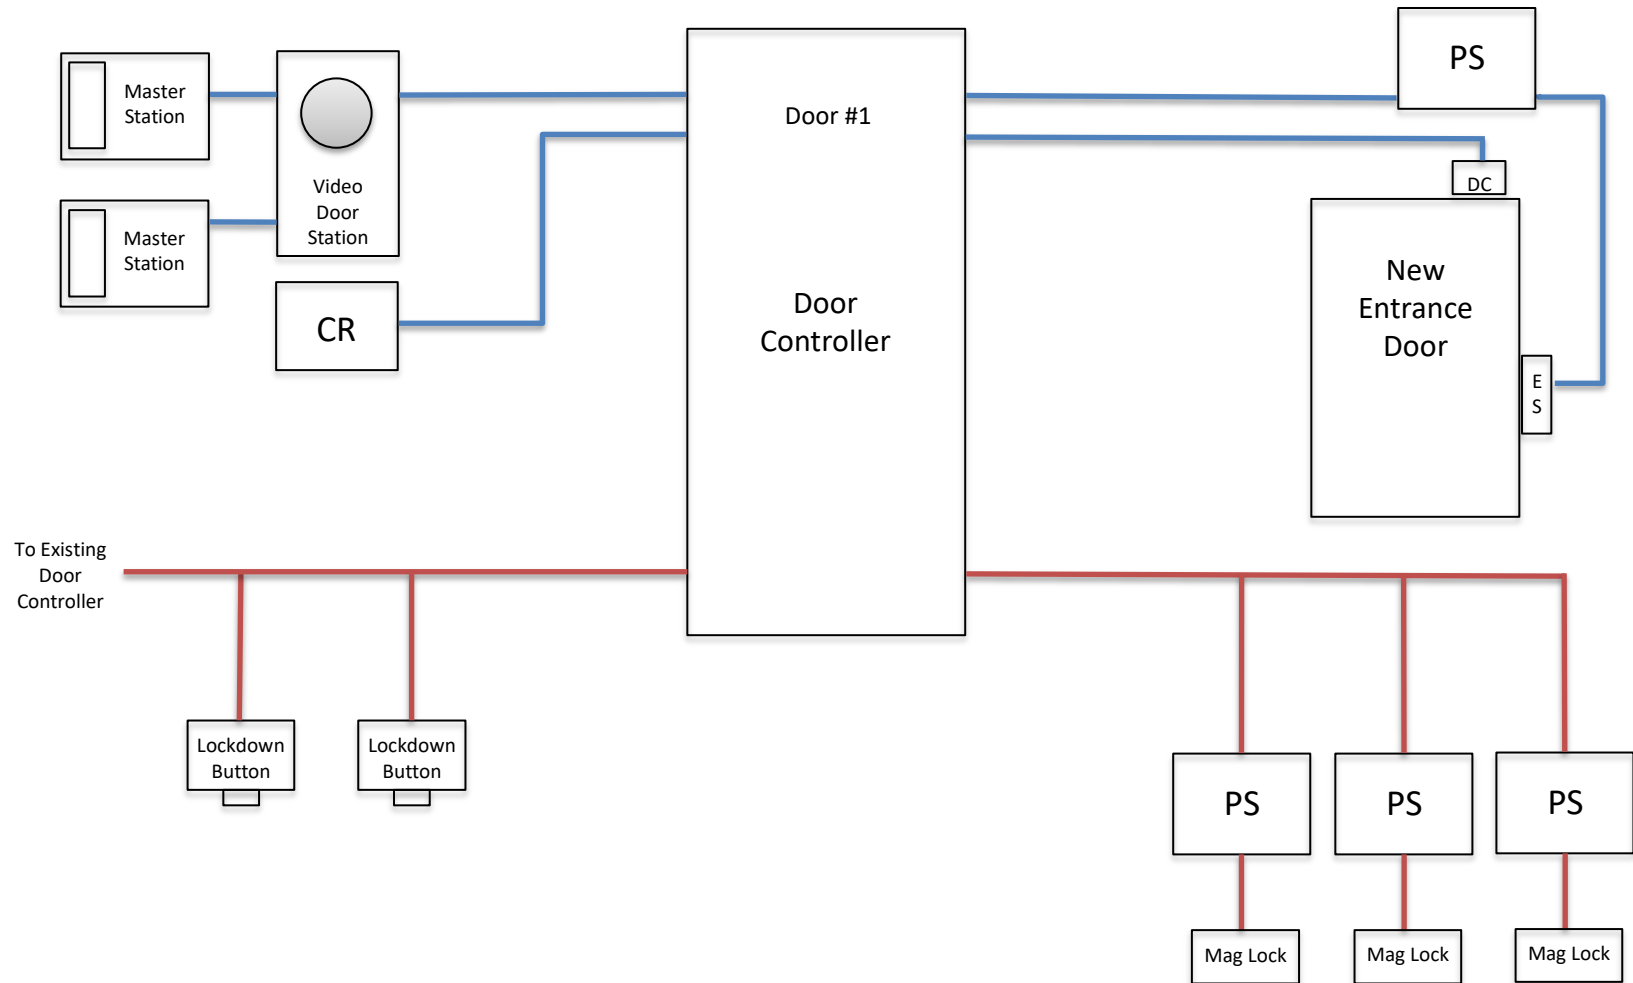 Master
Station
Master
Station
Video
Door
Station
CR
Door #1
Door
Controller
PS
DC
New
Entrance
Door
E
S
To Existing
Door
Controller
Lockdown
Button
Lockdown
Button
PS
PS
PS
Mag Lock
Mag Lock
Mag Lock